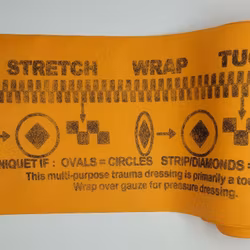 STRETCH WRAP TU
NIQUET IF : OVALS = CIRCLES STRIP/DIAMONDS =
This multi-purpose trauma dressing is primarily a to
Wrap over gauze for pressure dressing.